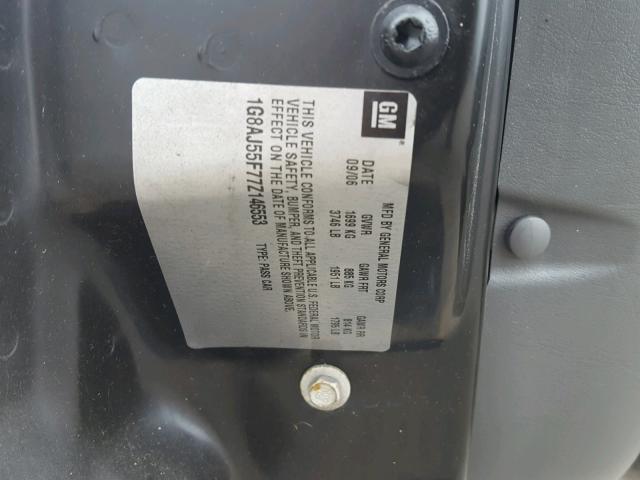 GM
MFD BY GENERAL MOTORS CORP
DATE GVWR GAWR FRT GAWR RR
09/06 1699 KG 885 KG 814 KG
3746 LB 1951 LB 1795 LB
THIS VEHICLE CONFORMS TO ALL APPLICABLE U.S. FEDERAL MOTOR
VEHICLE SAFETY, BUMPER, AND THEFT PREVENTION STANDARDS IN
EFFECT ON THE DATE OF MANUFACTURE SHOWN ABOVE.
1G8AJ55F77Z146553 TYPE: PASS CAR